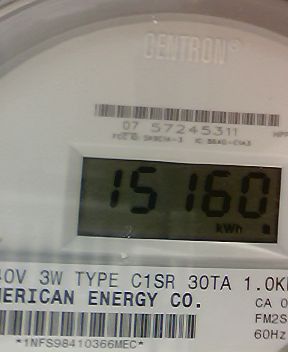 CENTRON®
07 57245311
15160
kWh
40V 3W TYPE C1SR 30TA 1.0K
MERICAN ENERGY CO.
CA 0
FM2S
60Hz
*1NFS98410366MEC*